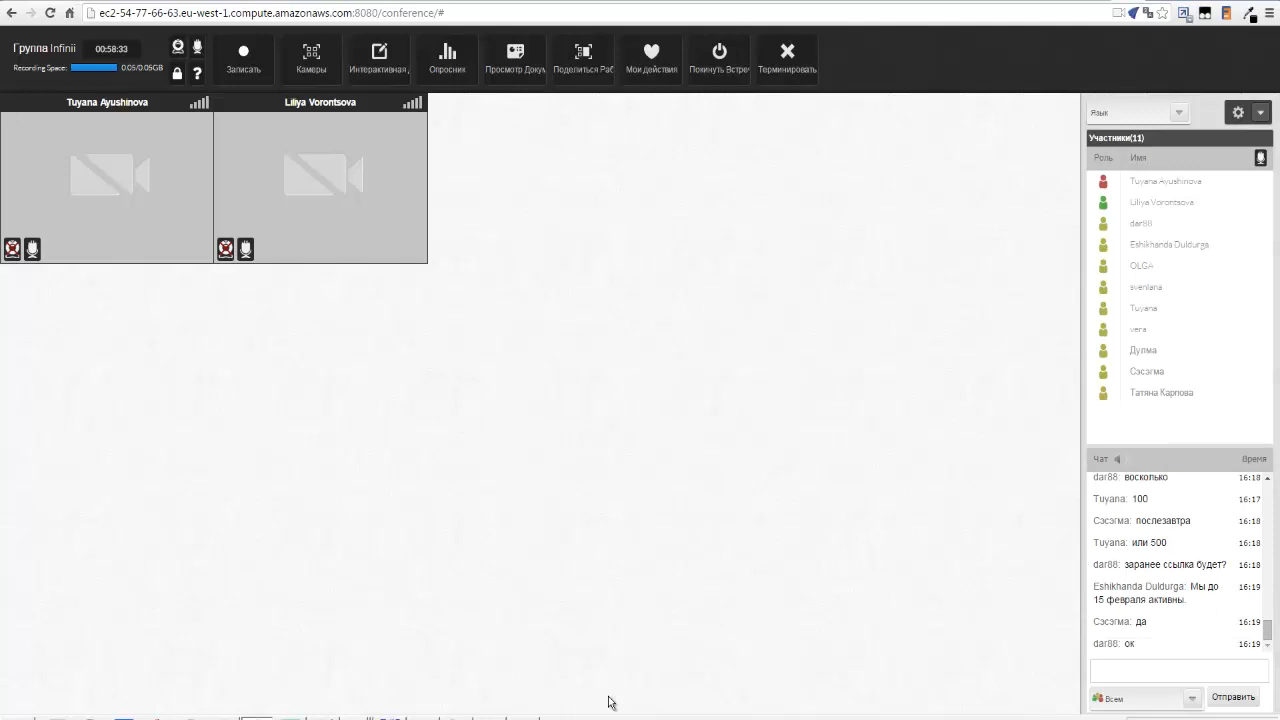 ec2-54-77-66-63.eu-west-1.compute.amazonaws.com:8080/conference/#
Группа Infinii
00:58:33
Recording Space:
0.05/0.05GB
Записать
Камеры
Интерактивная
Опросник
Просмотр Докум
Поделиться Раб
Мои действия
Покинуть Встре
Терминировать
Tuyana Ayushinova
Liliya Vorontsova
Язык
Участники(11)
Роль
Имя
Tuyana Ayushinova
Liliya Vorontsova
dar88
Eshikhanda Duldurga
OLGA
svenlana
Tuyana
vera
Дулма
Сэсэгма
Татяна Карпова
Чат
Время
dar88: восколько 16:18
Tuyana: 100 16:17
Сэсэгма: послезавтра 16:18
Tuyana: или 500 16:18
dar88: заранее ссылка будет? 16:18
Eshikhanda Duldurga: Мы до 16:19
15 февраля активны.
Сэсэгма: да 16:19
dar88: ок 16:19
Всем
Отправить